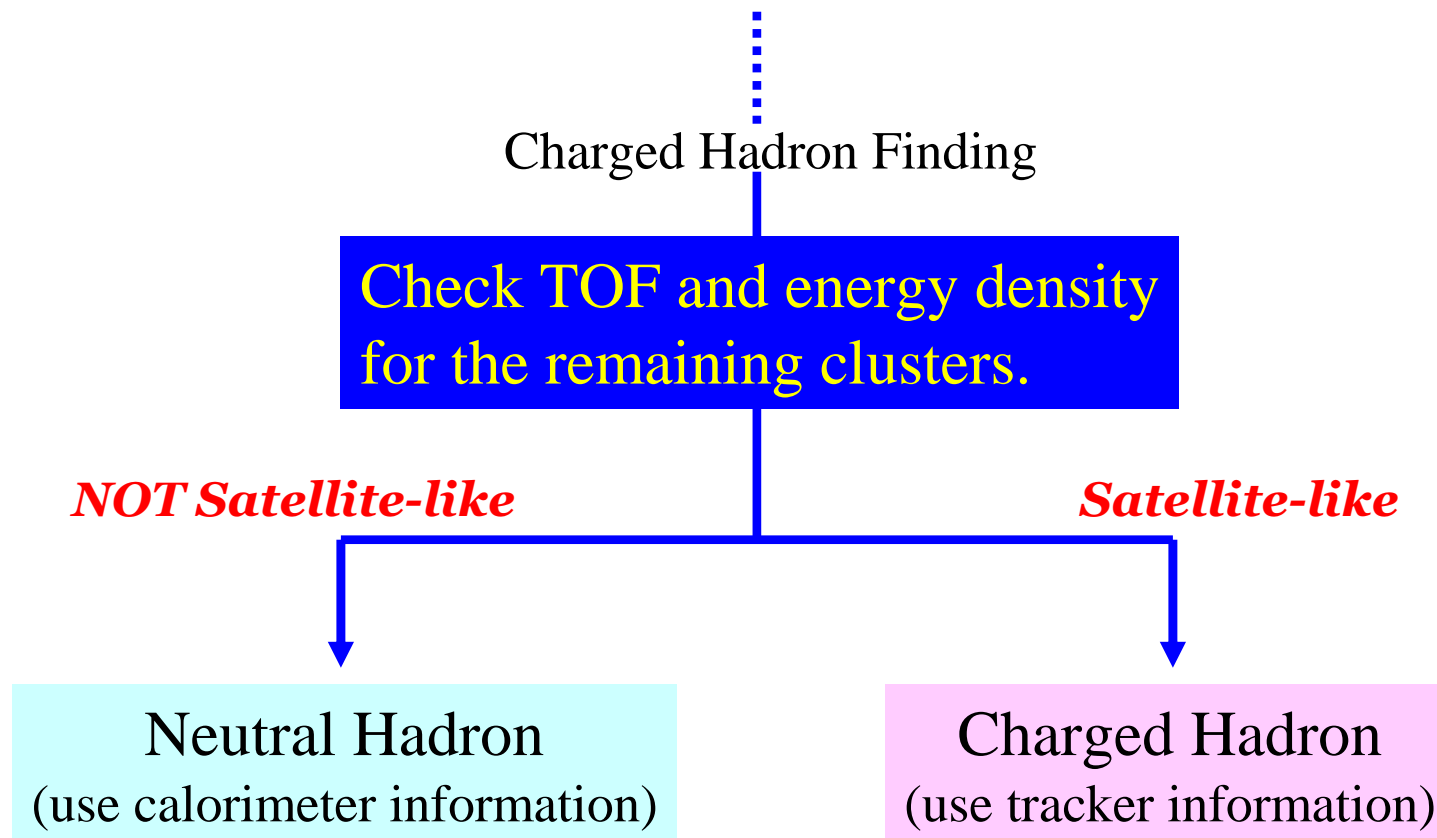 Charged Hadron Finding
Check TOF and energy density
for the remaining clusters.
NOT Satellite-like
Satellite-like
Neutral Hadron
(use calorimeter information)
Charged Hadron
(use tracker information)